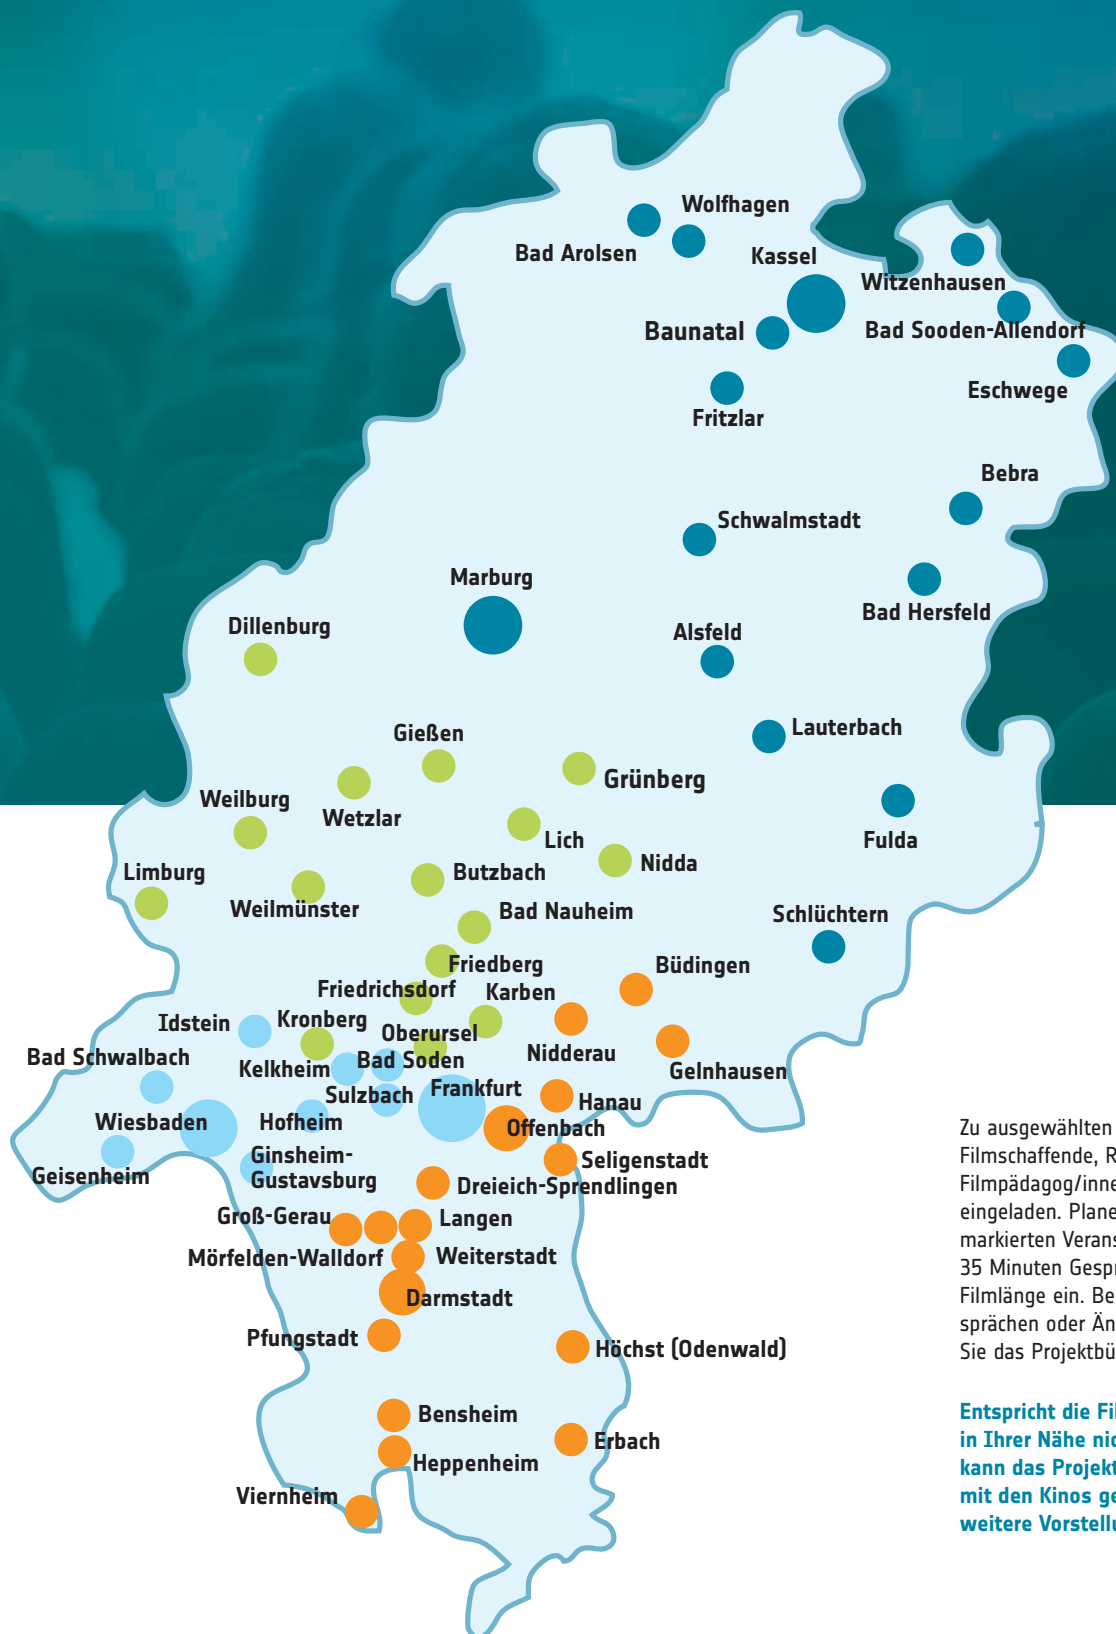 Wolfhagen
Bad Arolsen
Kassel
Witzenhausen
Baunatal
Bad Sooden-Allendorf
Eschwege
Fritzlar
Bebra
Schwalmstadt
Marburg
Bad Hersfeld
Dillenburg
Alsfeld
Lauterbach
Gießen
Grünberg
Weilburg
Wetzlar
Lich
Fulda
Nidda
Limburg
Butzbach
Weilmünster
Bad Nauheim
Schlüchtern
Friedberg
Büdingen
Friedrichsdorf
Karben
Idstein
Kronberg
Oberursel
Nidderau
Bad Schwalbach
Kelkheim
Bad Soden
Gelnhausen
Sulzbach
Frankfurt
Hanau
Wiesbaden
Hofheim
Offenbach
Geisenheim
Ginsheim-
Gustavsburg
Seligenstadt
Dreieich-Sprendlingen
Groß-Gerau
Langen
Mörfelden-Walldorf
Weiterstadt
Darmstadt
Pfungstadt
Höchst (Odenwald)
Bensheim
Erbach
Heppenheim
Viernheim
Zu ausgewählten
Filmschaffende, R
Filmpädagog/inne
eingeladen. Plane
markierten Verans
35 Minuten Gespr
Filmlänge ein. Be
sprächen oder Än
Sie das Projektbü
Entspricht die Fi
in Ihrer Nähe nic
kann das Projekt
mit den Kinos ge
weitere Vorstellu